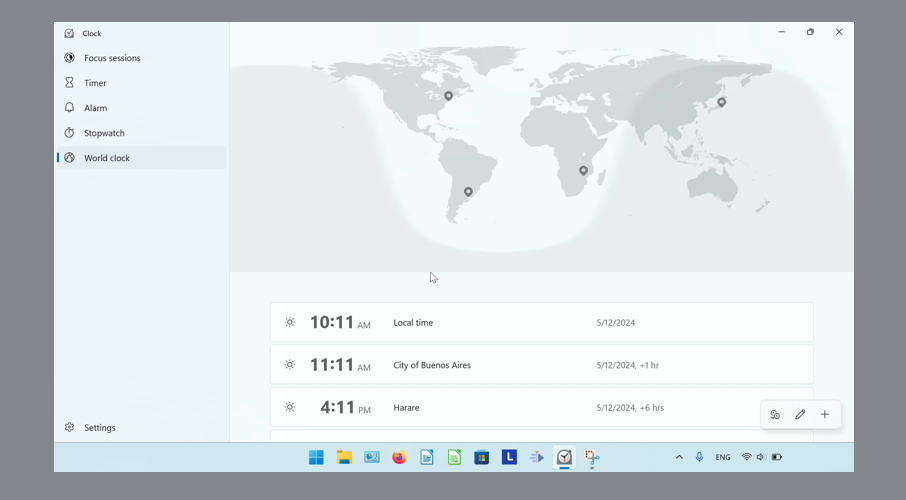 Clock
Focus sessions
Timer
Alarm
Stopwatch
World clock
10:11 AM Local time 5/12/2024
11:11 AM City of Buenos Aires 5/12/2024, +1 hr
4:11 PM Harare 5/12/2024, +6 hrs
Settings
L
ENG